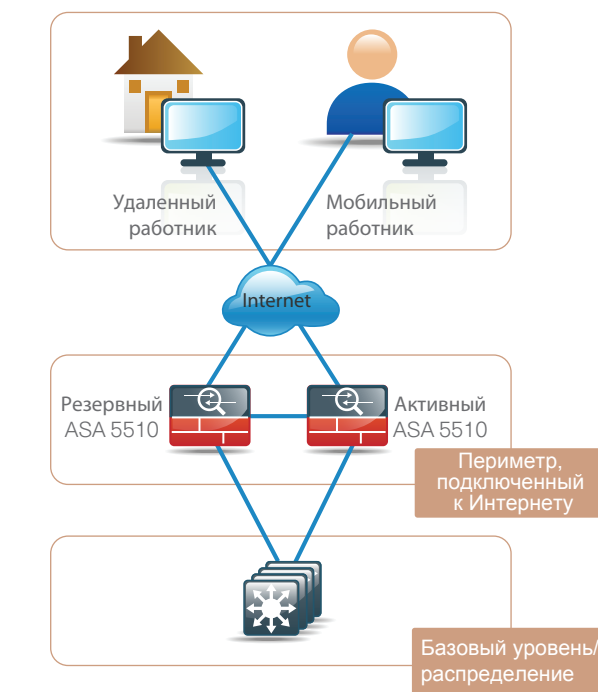 Удаленный
работник
Мобильный
работник
Internet
Резервный
ASA 5510
Активный
ASA 5510
Периметр,
подключенный
к Интернету
Базовый уровень/
распределение